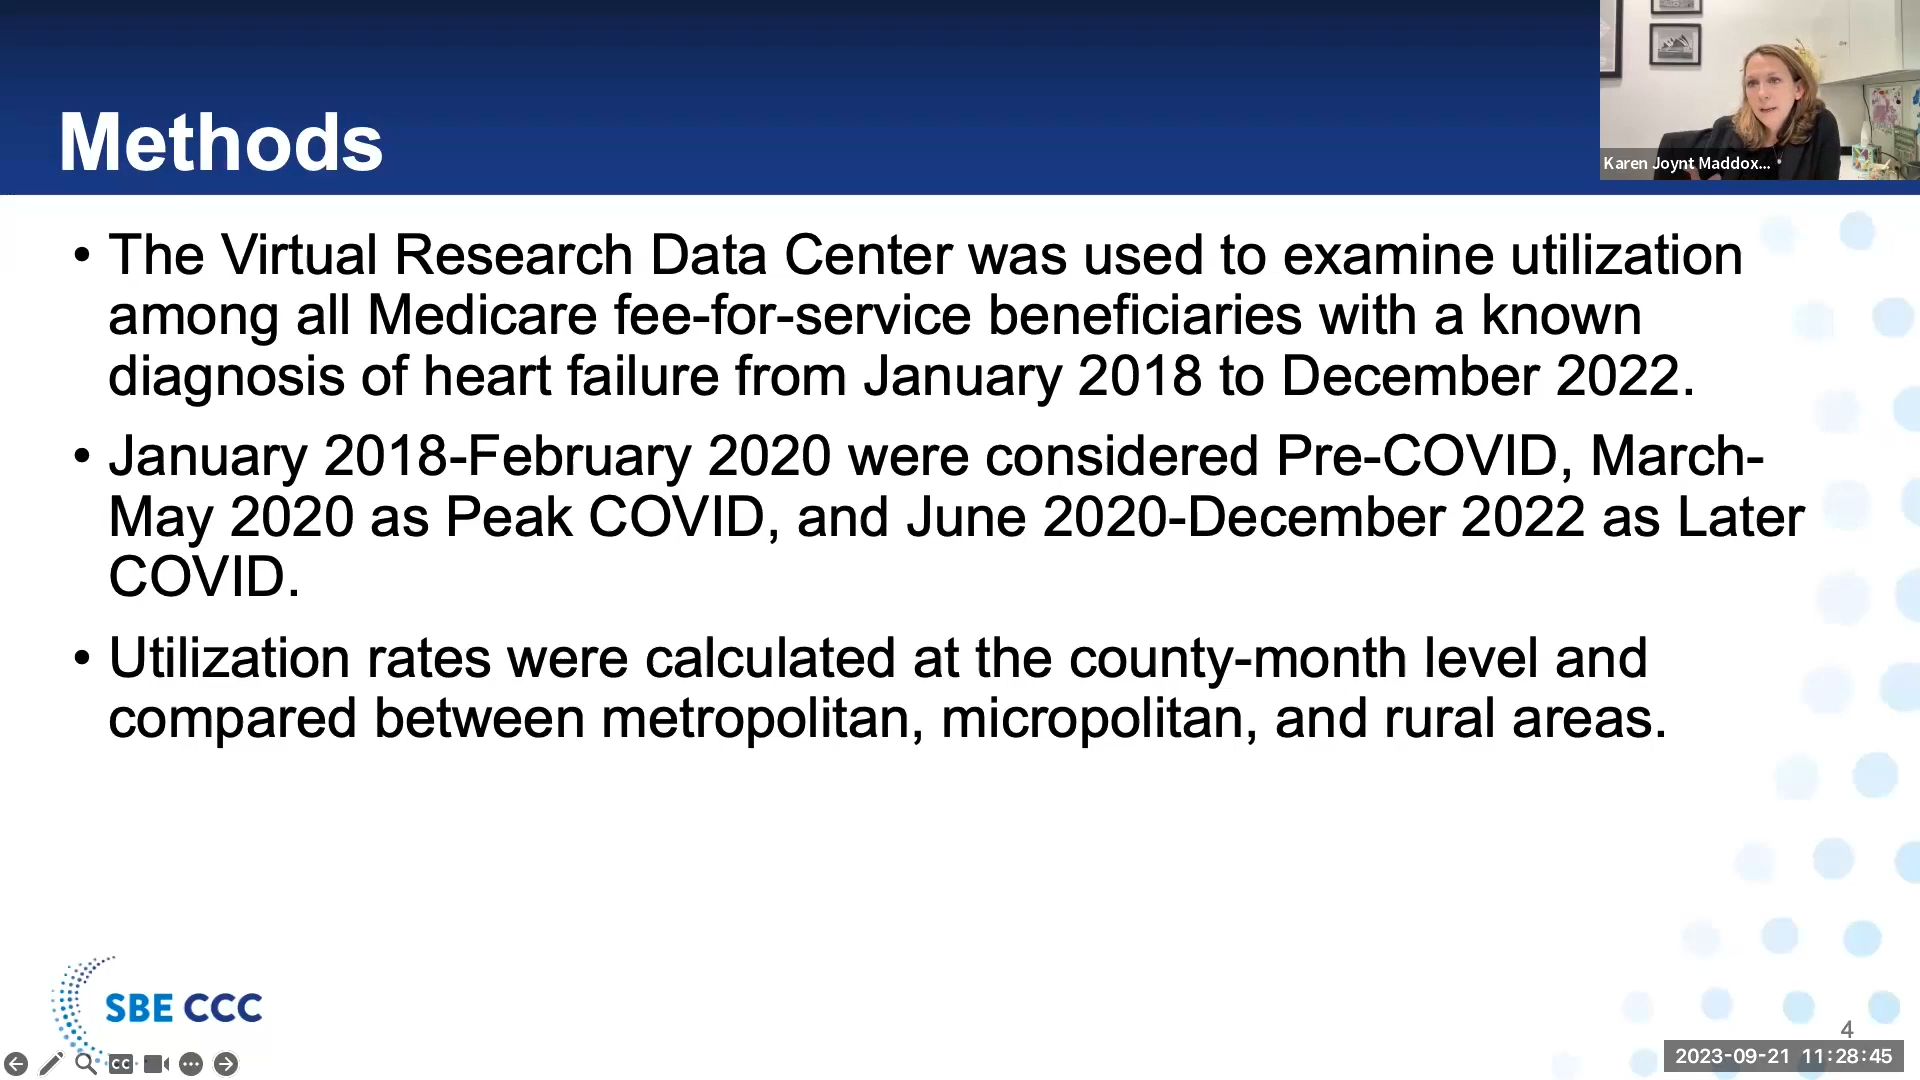 Methods
Karen Joynt Maddox...
• The Virtual Research Data Center was used to examine utilization
among all Medicare fee-for-service beneficiaries with a known
diagnosis of heart failure from January 2018 to December 2022.
• January 2018-February 2020 were considered Pre-COVID, March-
May 2020 as Peak COVID, and June 2020-December 2022 as Later
COVID.
• Utilization rates were calculated at the county-month level and
compared between metropolitan, micropolitan, and rural areas.
SBE CCC
4
CC
2023-09-21 11:28:45